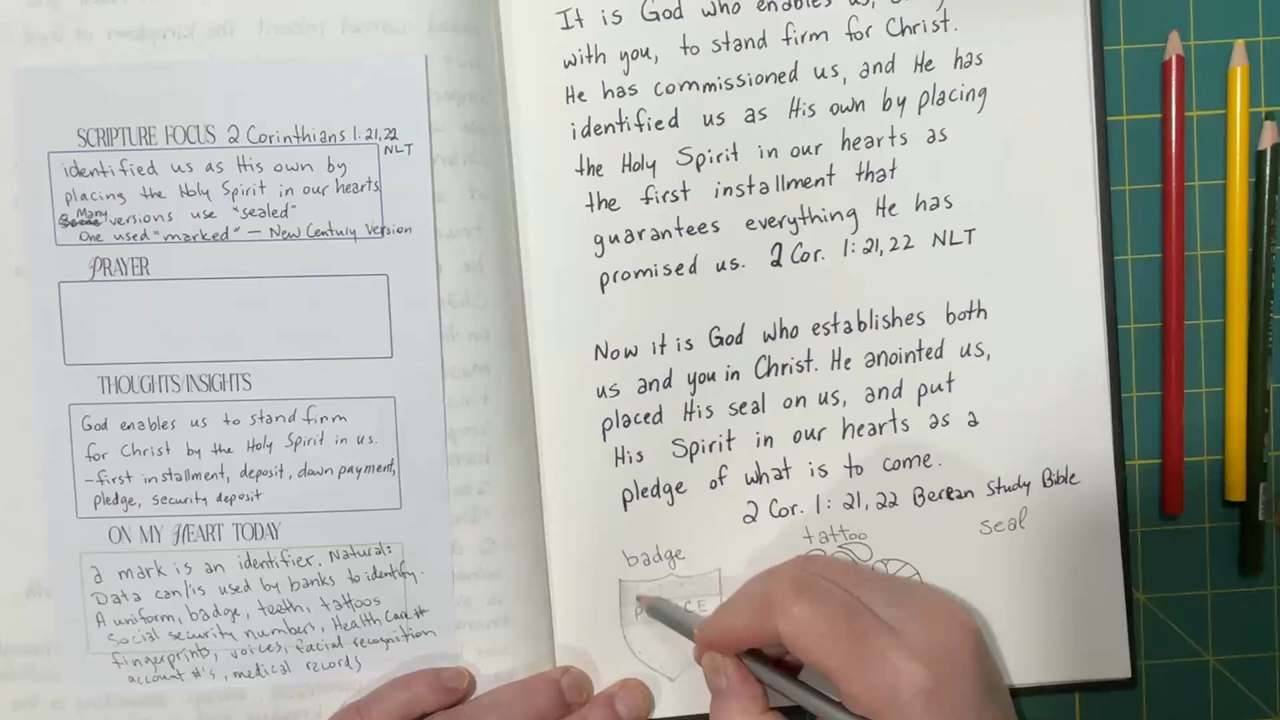 SCRIPTURE FOCUS 2 Corinthians 1:21,22
NLT
identified us as His own by
placing the Holy Spirit in our hearts
Many versions use "sealed"
One used "marked" - New Century Version
PRAYER
THOUGHTS/INSIGHTS
God enables us to stand firm
for Christ by the Holy Spirit in us.
-first installment, deposit, down payment,
pledge, security deposit
ON MY HEART TODAY
a mark is an identifier. Natural:
Data can/is used by banks to identify.
A uniform, badge, teeth, tattoos
Social security numbers, Health Care #
fingerprints, voices, facial recognition
account #'s, medical records
It is God who enables us,
with you, to stand firm for Christ.
He has commissioned us, and He has
identified us as His own by placing
the Holy Spirit in our hearts as
the first installment that
guarantees everything He has
promised us. 2 Cor. 1:21,22 NLT
Now it is God who establishes both
us and you in Christ. He anointed us,
placed His seal on us, and put
His Spirit in our hearts as a
pledge of what is to come.
2 Cor. 1: 21,22 Berean Study Bible
badge
tattoo
seal